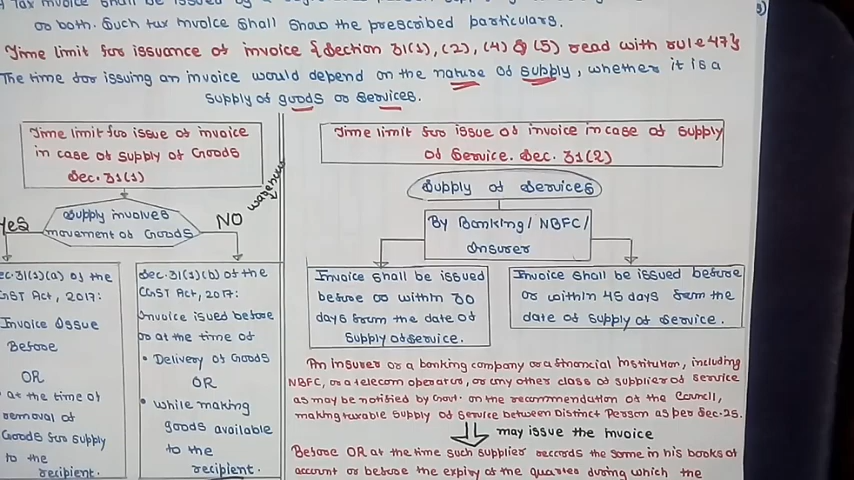 Tax invoice shall be issued by a
or both. Such tax invoice shall show the prescribed particulars.
Time limit for issuance of invoice {Section 31(1), (2), (4) & (5) read with rule 47}
The time for issuing an invoice would depend on the nature of supply, whether it is a
supply of goods or services.
Time limit for issue of invoice
in case of supply of Goods
Sec. 31(1)
Supply involves
movement of Goods
Yes
NO
ec. 31(1)(a) of the
GST Act, 2017:
Invoice Issue
Before
OR
at the time of
removal of
Goods for supply
to the
recipient.
Sec. 31(1)(b) of the
CGST Act, 2017:
Invoice isued before
or at the time of
• Delivery of Goods
OR
• while making
goods available
to the
recipient.
Time limit for issue of invoice in case of supply
of Service. Sec. 31(2)
Supply of Services
By Banking/NBFC/
Insurer
Invoice shall be issued
before or within 30
days from the date of
Supply of service.
Invoice shall be issued before
or within 45 days from the
date of supply of service.
An insurer or a banking company or a financial institution, including
NBFC, or a telecom operator, or any other class of supplier of service
as may be notified by Govt. on the recommendation of the Council,
making taxable supply of service between Distinct Person as per Sec. 25.
may issue the invoice
Before OR at the time such supplier records the same in his books of
account or before the expiry of the quarter during which the